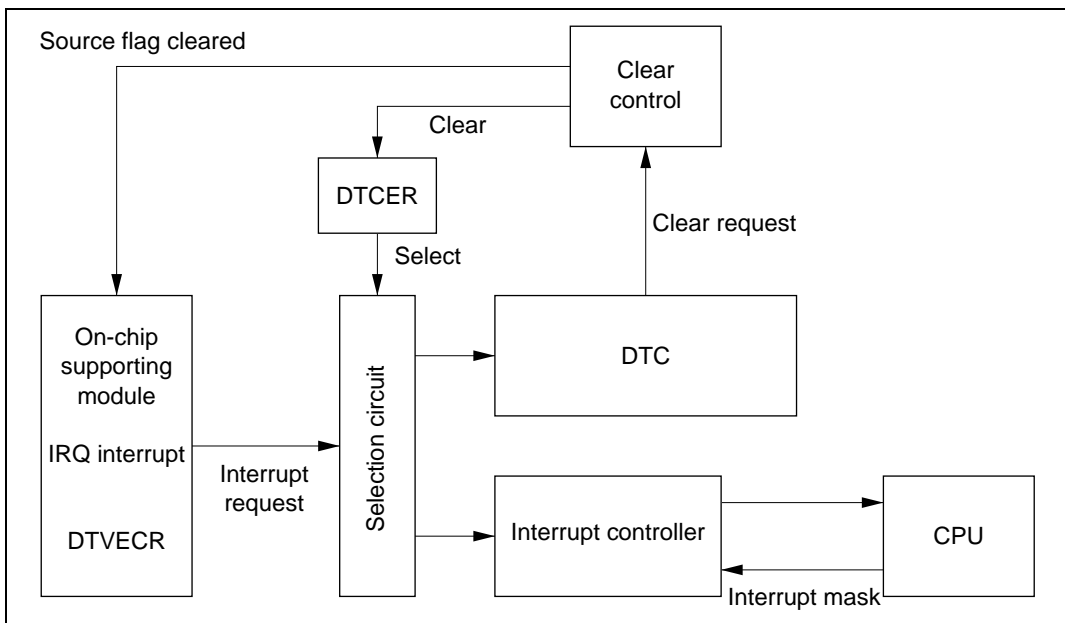 Source flag cleared
Clear
control
Clear
DTCER
Clear request
Select
On-chip
supporting
module
IRQ interrupt
DTVECR
Interrupt
request
Selection circuit
DTC
Interrupt controller
CPU
Interrupt mask